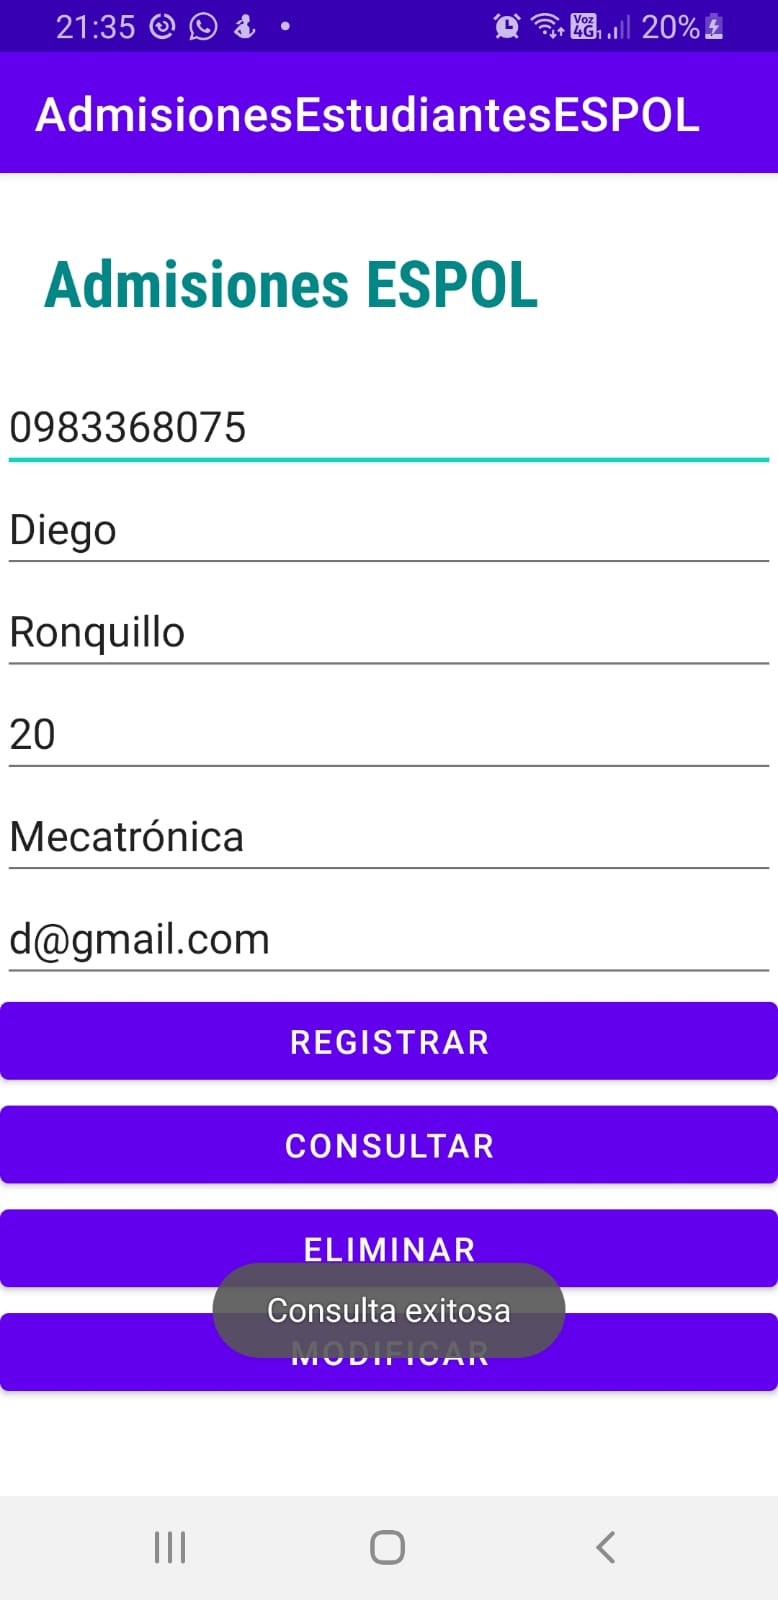 21:35
Voz 4G 1 20%
AdmisionesEstudiantesESPOL
Admisiones ESPOL
0983368075
Diego
Ronquillo
20
Mecatrónica
d@gmail.com
REGISTRAR
CONSULTAR
ELIMINAR
Consulta exitosa
MODIFICAR